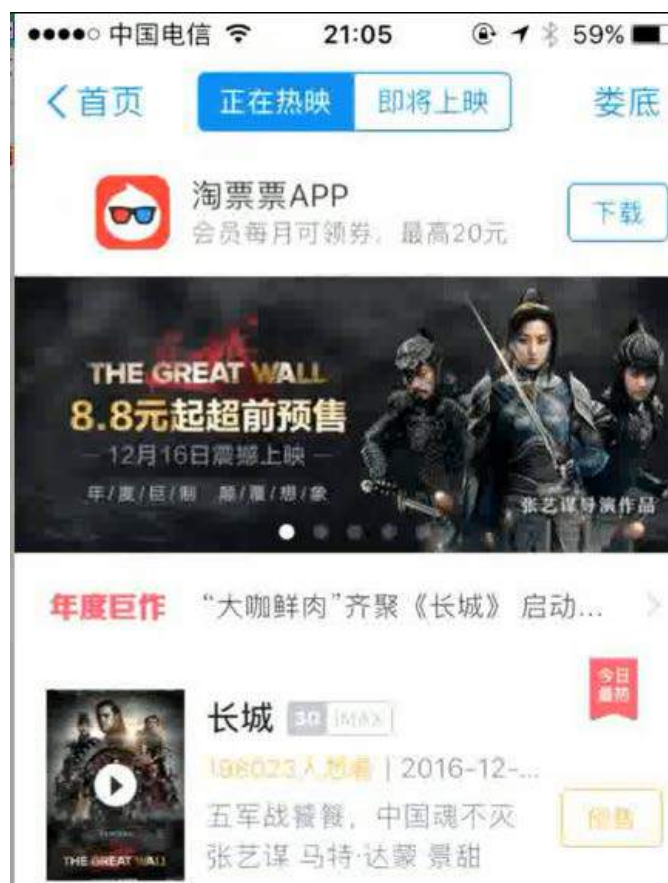 中国电信 21:05 59%
首页 正在热映 即将上映 娄底
淘票票APP
会员每月可领券，最高20元
下载
THE GREAT WALL
8.8元起超前预售
12月16日震撼上映
年/度/巨/制 颠/覆/想/象
张艺谋导演作品
年度巨作 “大咖鲜肉”齐聚《长城》 启动...
今日
最热
长城 3D IMAX
198023人想看 | 2016-12-...
五军战饕餮，中国魂不灭
预售
张艺谋 马特·达蒙 景甜
THE GREAT WALL